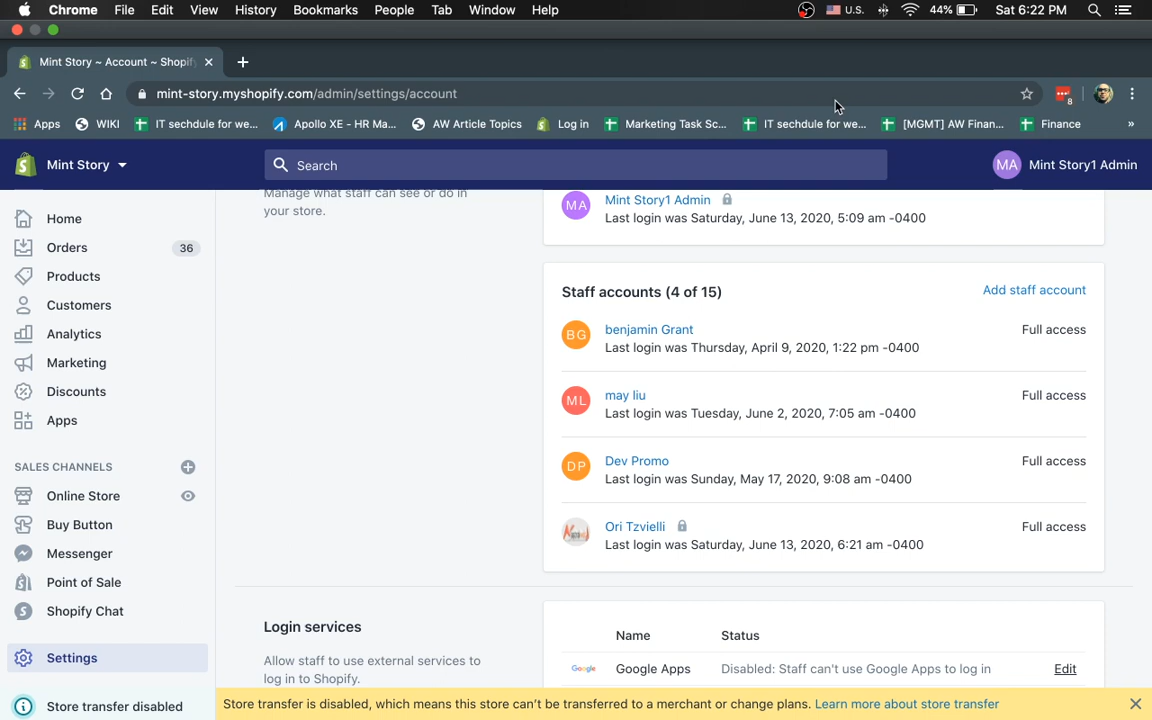 Chrome File Edit View History Bookmarks People Tab Window Help U.S. 44% Sat 6:22 PM
Mint Story ~ Account ~ Shopif
mint-story.myshopify.com/admin/settings/account 8
Apps WIKI IT sechdule for we... Apollo XE - HR Ma... AW Article Topics Log in Marketing Task Sc... IT sechdule for we... [MGMT] AW Finan... Finance »
Mint Story Search MA Mint Story1 Admin
Home
Orders 36
Products
Customers
Analytics
Marketing
Discounts
Apps
SALES CHANNELS
Online Store
Buy Button
Messenger
Point of Sale
Shopify Chat
Settings
Store transfer disabled
Manage what staff can see or do in
your store.
MA Mint Story1 Admin
Last login was Saturday, June 13, 2020, 5:09 am -0400
Staff accounts (4 of 15) Add staff account
BG benjamin Grant Full access
Last login was Thursday, April 9, 2020, 1:22 pm -0400
ML may liu Full access
Last login was Tuesday, June 2, 2020, 7:05 am -0400
DP Dev Promo Full access
Last login was Sunday, May 17, 2020, 9:08 am -0400
Ori Tzvielli Full access
Last login was Saturday, June 13, 2020, 6:21 am -0400
Login services
Allow staff to use external services to
log in to Shopify.
Name Status
Google Google Apps Disabled: Staff can't use Google Apps to log in Edit
Store transfer is disabled, which means this store can't be transferred to a merchant or change plans. Learn more about store transfer